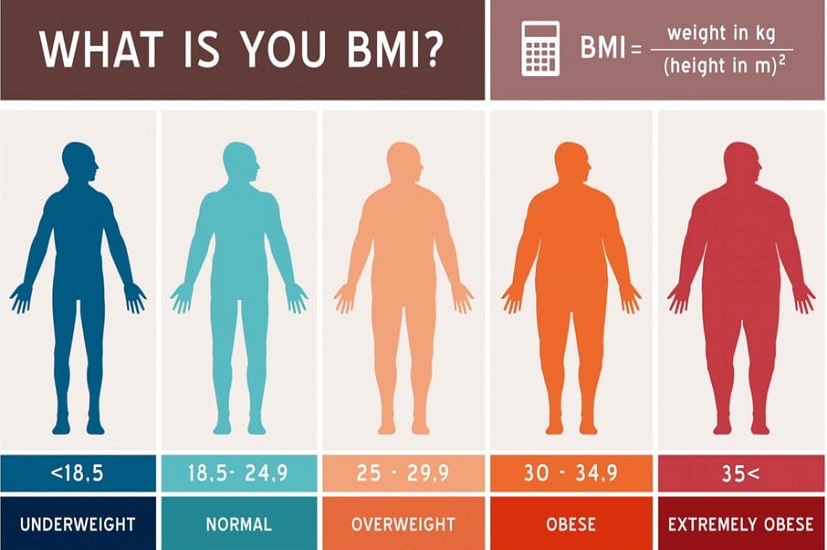 WHAT IS YOU BMI?
BMI = weight in kg
(height in m)²
<18,5
18,5- 24,9
25 - 29,9
30 - 34,9
35<
UNDERWEIGHT
NORMAL
OVERWEIGHT
OBESE
EXTREMELY OBESE